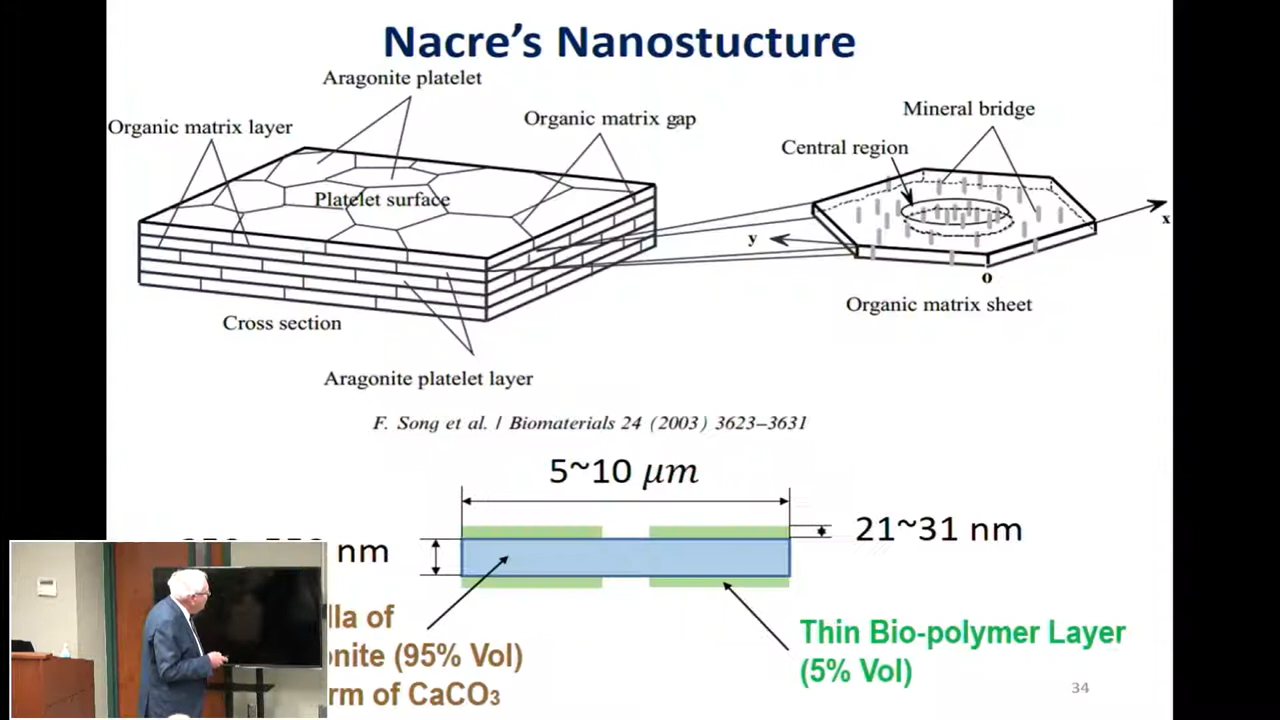 Nacre's Nanostucture
Aragonite platelet
Organic matrix layer
Organic matrix gap
Mineral bridge
Central region
Platelet surface
x
y
o
Organic matrix sheet
Cross section
Aragonite platelet layer
F. Song et al. / Biomaterials 24 (2003) 3623–3631
5~10 μm
21~31 nm
nm
lla of
onite (95% Vol)
rm of CaCO₃
Thin Bio-polymer Layer
(5% Vol)
34